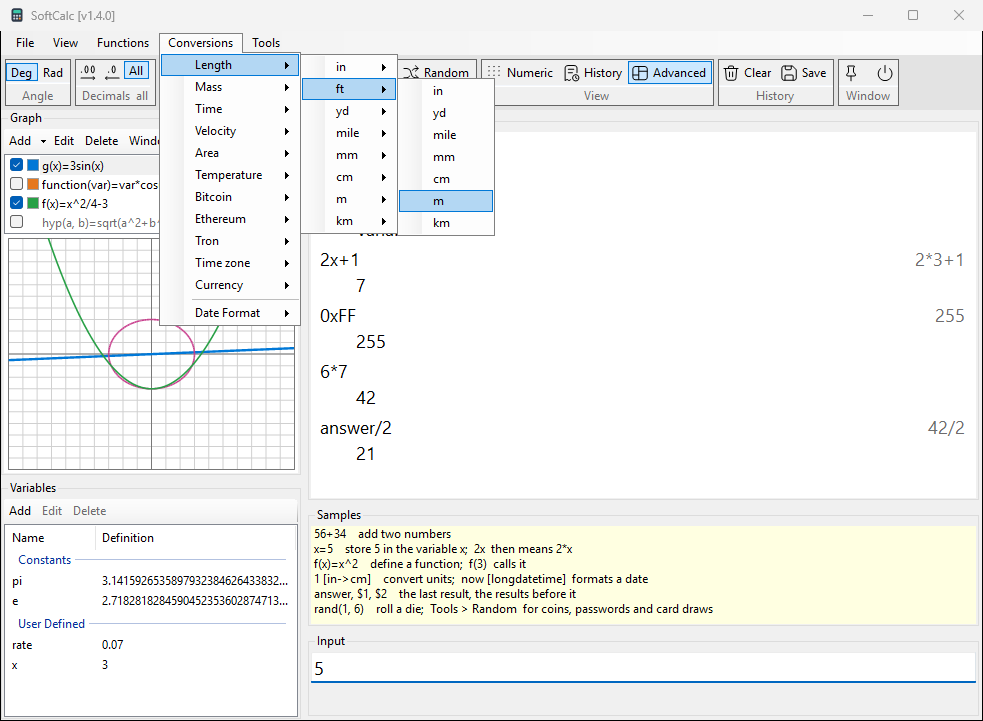 SoftCalc [v1.4.0]
File View Functions Conversions Tools
Deg Rad
Angle
.00 .0 All
Decimals all
Random
Numeric History Advanced
View
Clear Save
History
Window
Length
Mass
Time
Velocity
Area
Temperature
Bitcoin
Ethereum
Tron
Time zone
Currency
Date Format
in
ft
yd
mile
mm
cm
m
km
in
yd
mile
mm
cm
m
km
Graph
Add Edit Delete
g(x)=3sin(x)
function(var)=var*cos
f(x)=x^2/4-3
hyp(a, b)=sqrt(a^2+b^
2x+1 2*3+1
7
0xFF 255
255
6*7
42
answer/2 42/2
21
Variables
Add Edit Delete
Name Definition
Constants
pi 3.1415926535897932384626433832...
e 2.7182818284590452353602874713...
User Defined
rate 0.07
x 3
Samples
56+34 add two numbers
x=5 store 5 in the variable x; 2x then means 2*x
f(x)=x^2 define a function; f(3) calls it
1 [in->cm] convert units; now [longdatetime] formats a date
answer, $1, $2 the last result, the results before it
rand(1, 6) roll a die; Tools > Random for coins, passwords and card draws
Input
5